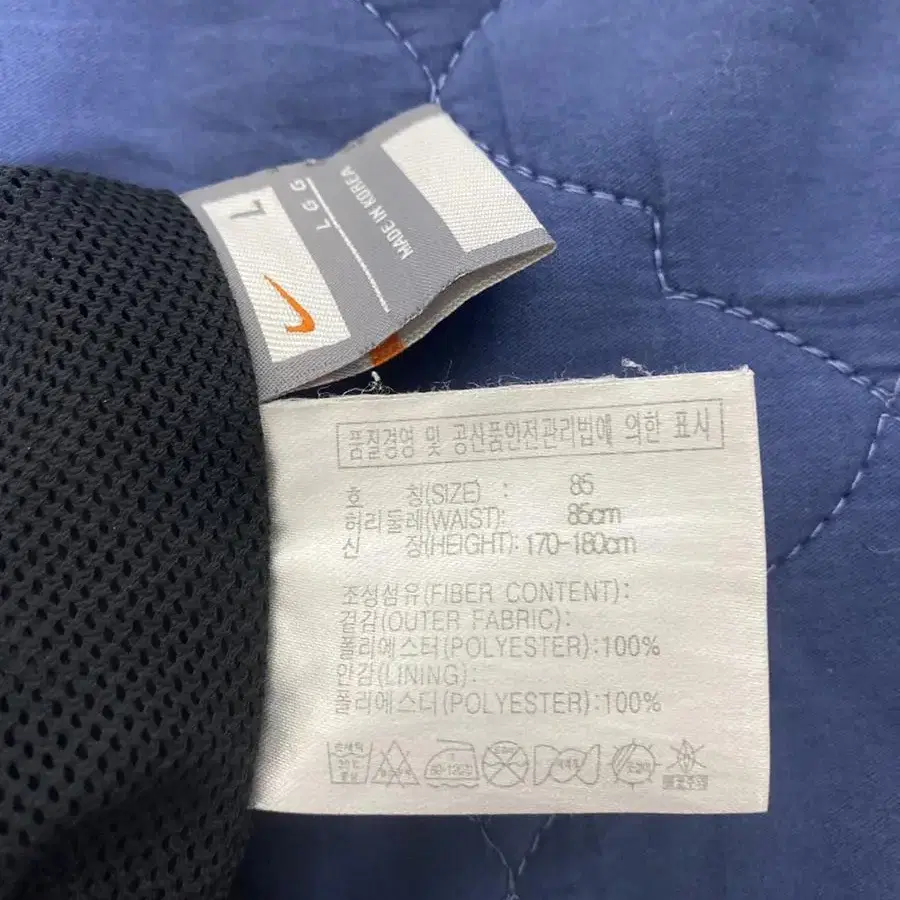 L
L G G
MADE IN KOREA
품질경영 및 공산품안전관리법에 의한 표시
호 칭(SIZE) : 85
허리둘레(WAIST): 85cm
신 장(HEIGHT): 170-180cm
조성섬유(FIBER CONTENT):
겉감(OUTER FABRIC):
폴리에스터(POLYESTER):100%
안감(LINING):
폴리에스터(POLYESTER):100%